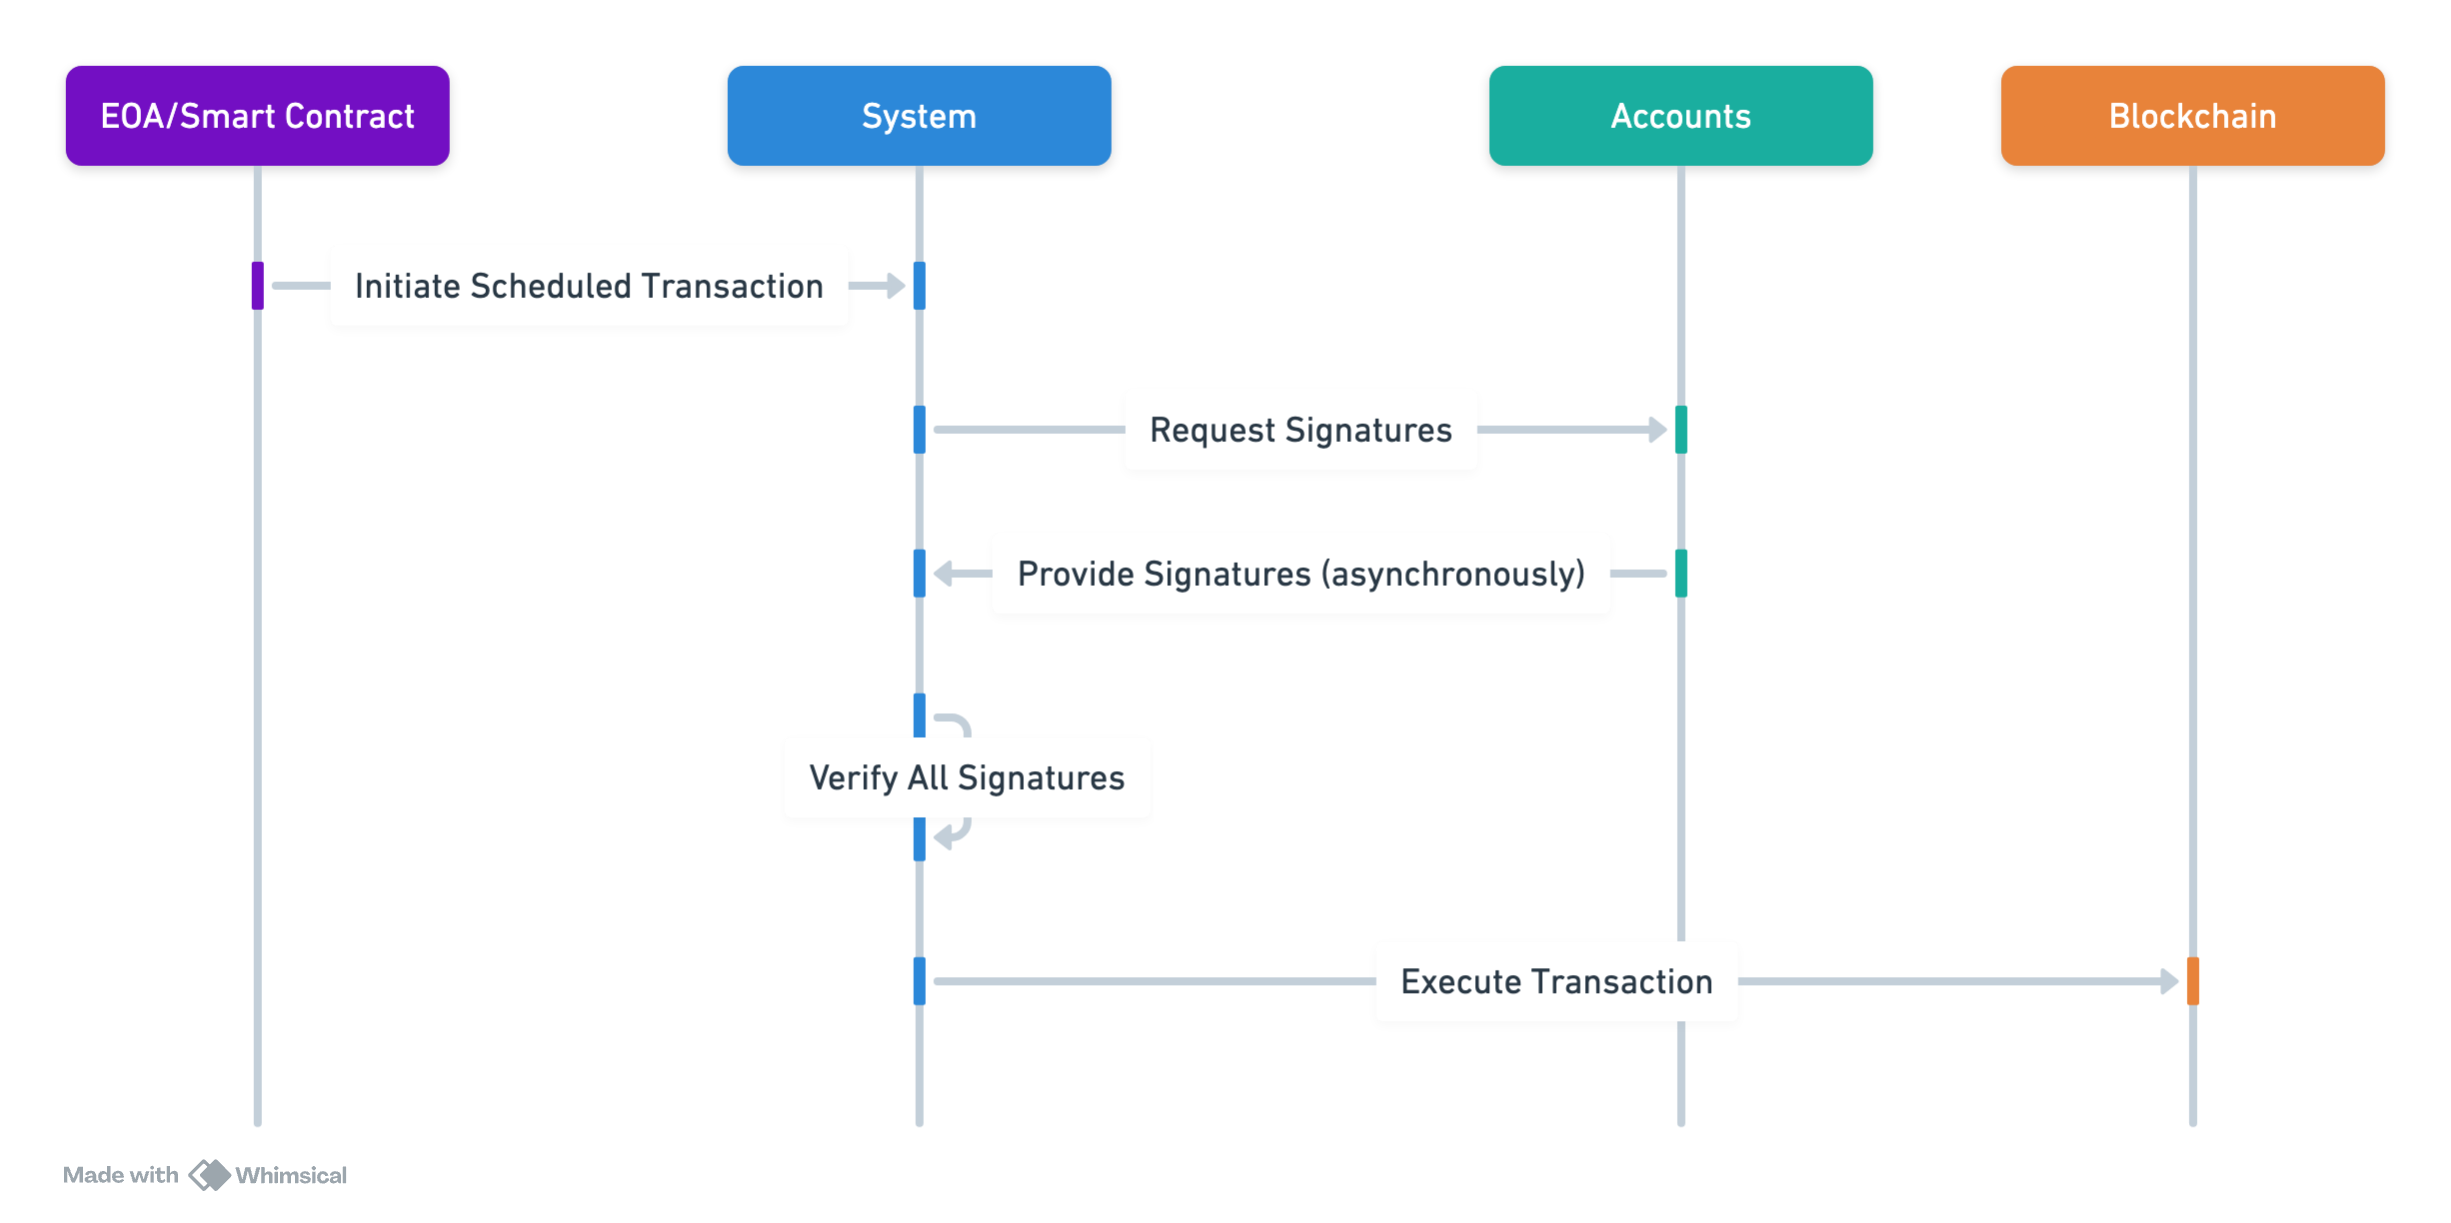 EOA/Smart Contract
System
Accounts
Blockchain
Initiate Scheduled Transaction
Request Signatures
Provide Signatures (asynchronously)
Verify All Signatures
Execute Transaction
Made with Whimsical